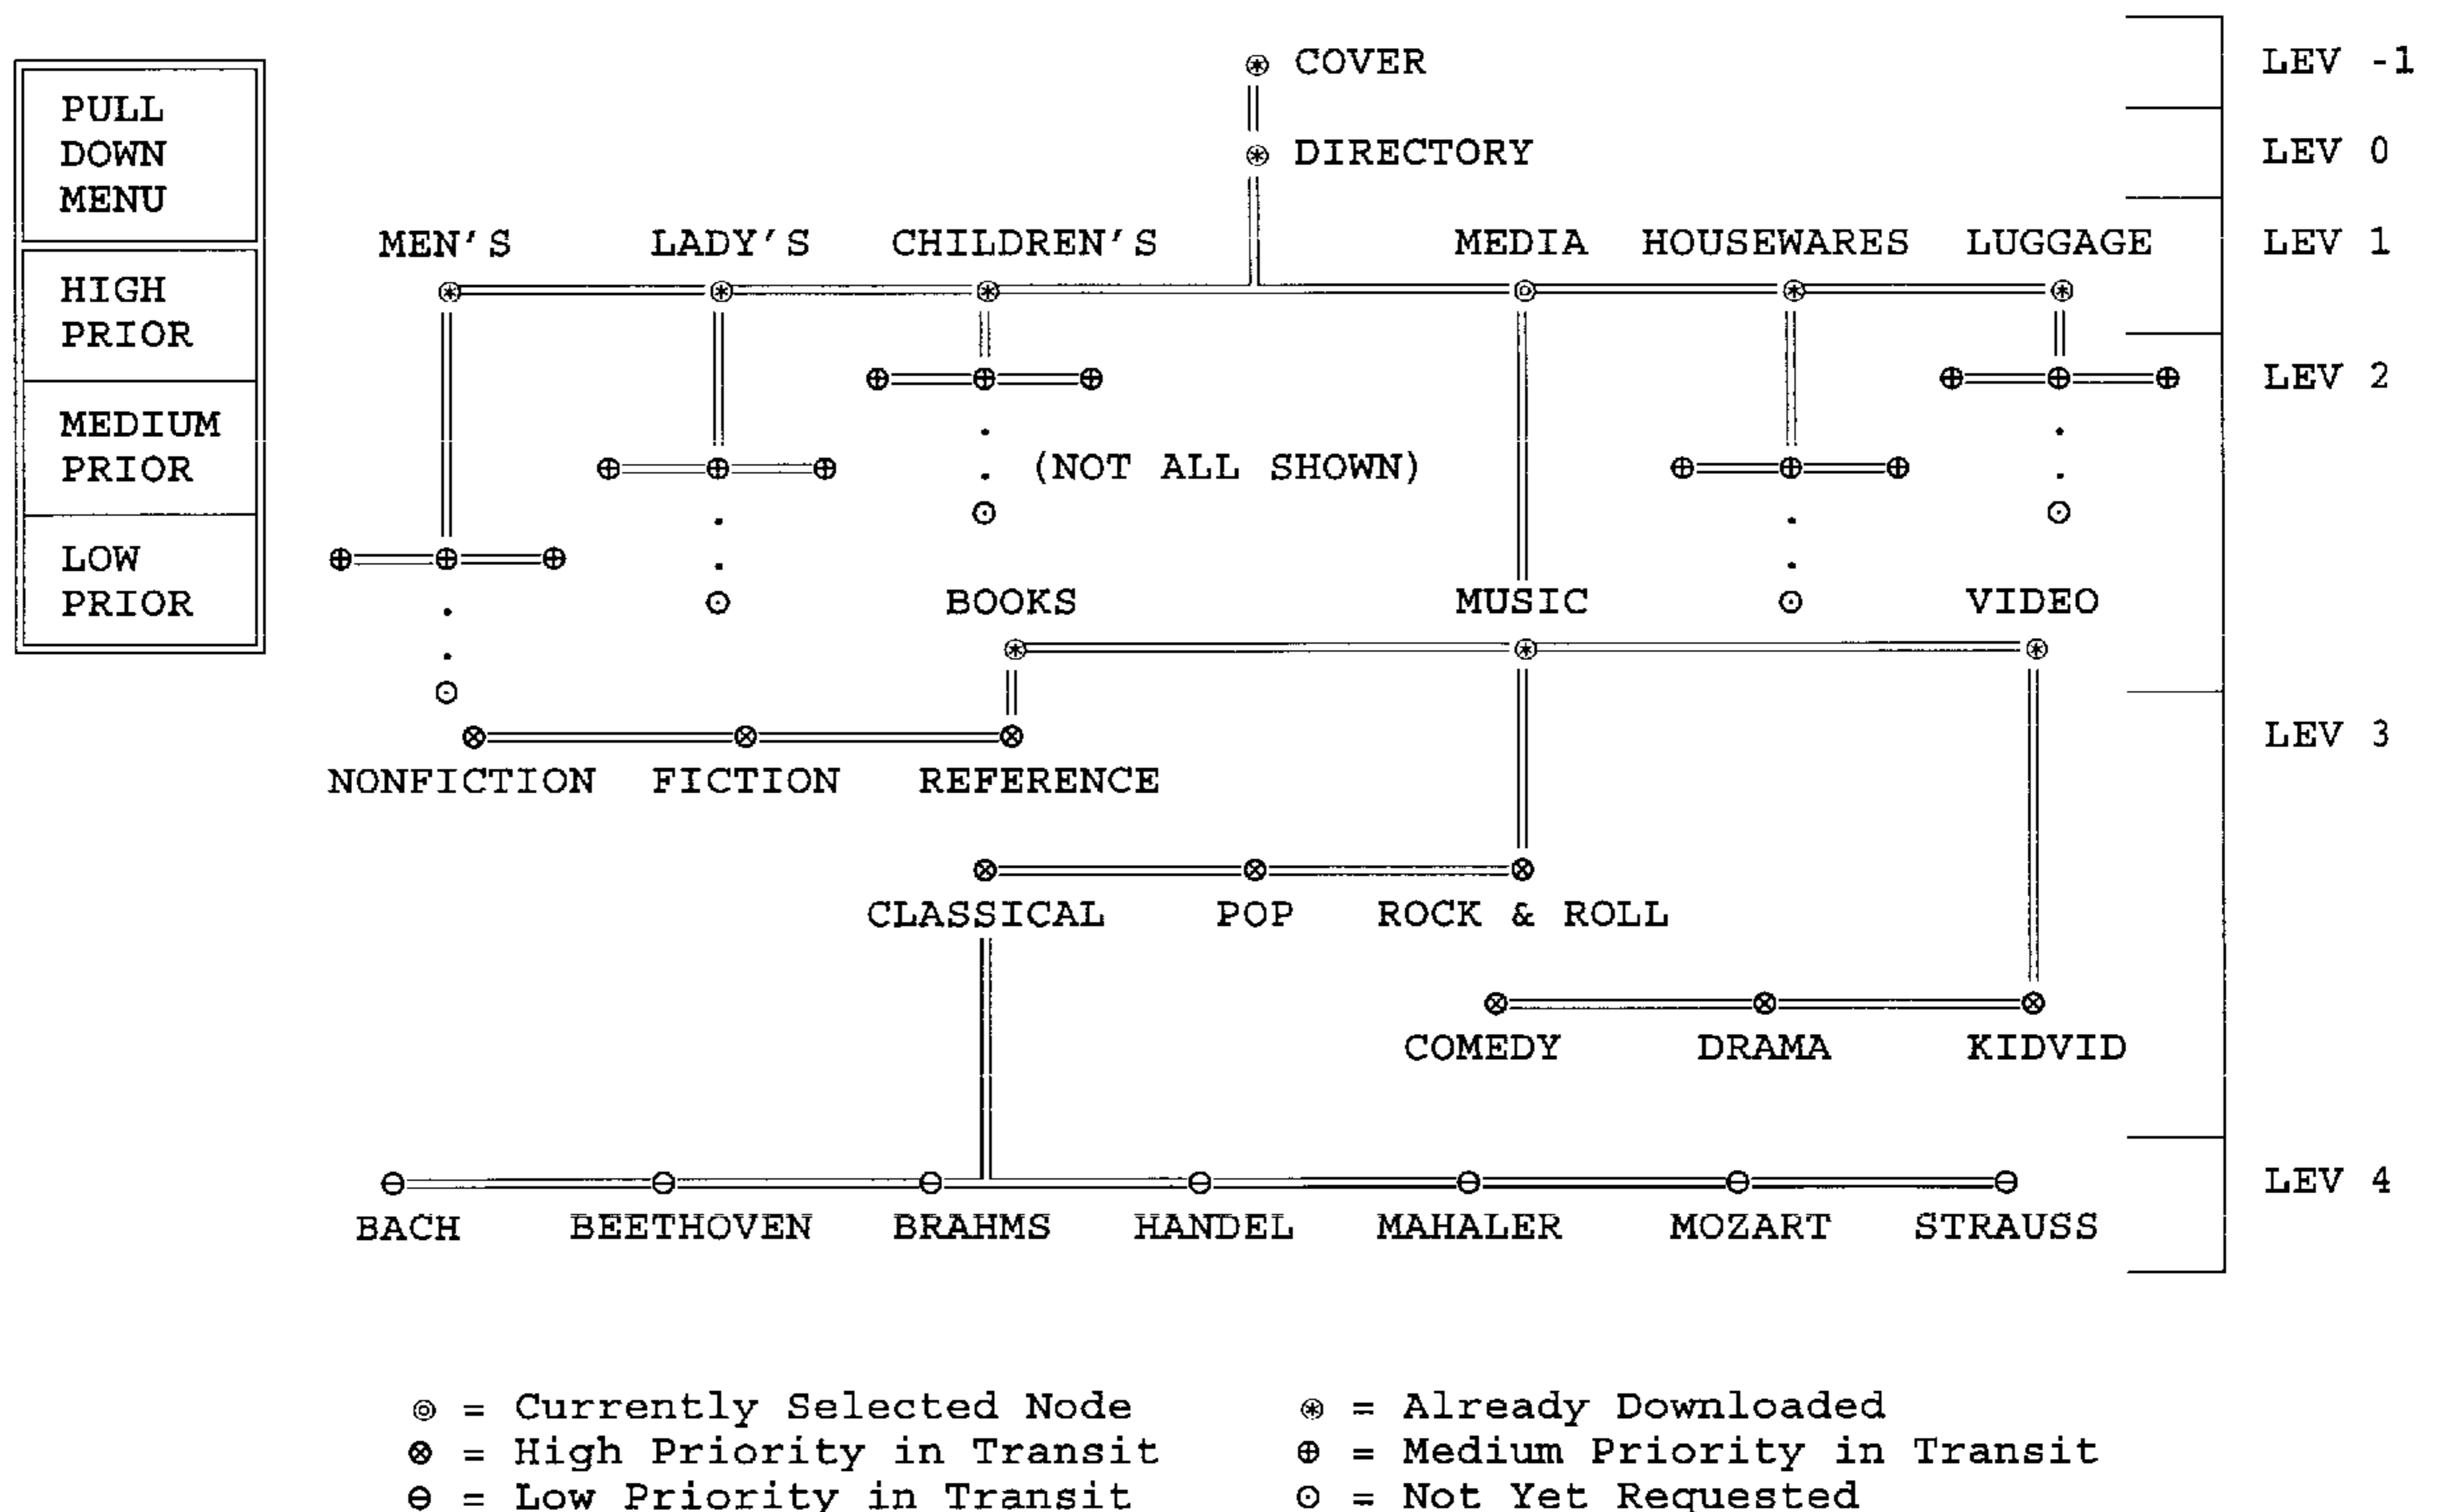 COVER LEV -1
DIRECTORY LEV 0
PULL
DOWN
MENU
MEN'S LADY'S CHILDREN'S MEDIA HOUSEWARES LUGGAGE LEV 1
HIGH
PRIOR
LEV 2
MEDIUM
PRIOR
(NOT ALL SHOWN)
LOW
PRIOR
BOOKS MUSIC VIDEO
LEV 3
NONFICTION FICTION REFERENCE
CLASSICAL POP ROCK & ROLL
COMEDY DRAMA KIDVID
LEV 4
BACH BEETHOVEN BRAHMS HANDEL MAHALER MOZART STRAUSS
◎ = Currently Selected Node ⊛ = Already Downloaded
⊗ = High Priority in Transit ⊕ = Medium Priority in Transit
⊖ = Low Priority in Transit ⊙ = Not Yet Requested